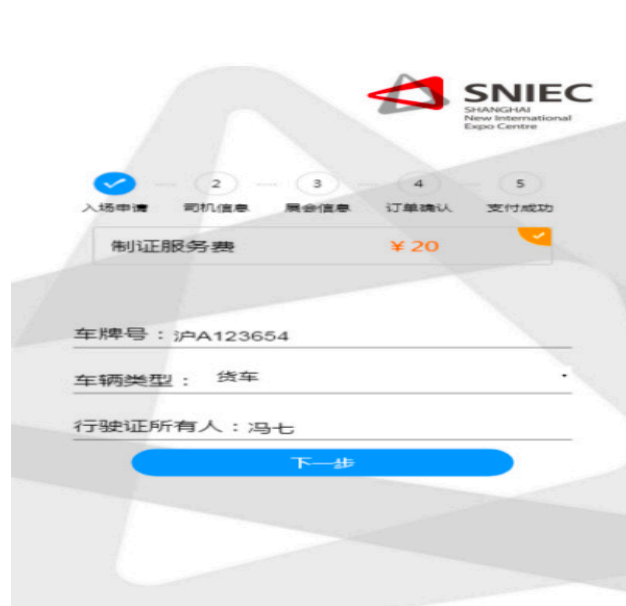 SNIEC
SHANGHAI
New International
Expo Centre
2 3 4 5
入场申请 司机信息 展会信息 订单确认 支付成功
制证服务费 ¥ 20
车牌号：沪A123654
车辆类型： 货车
行驶证所有人：冯七
下一步